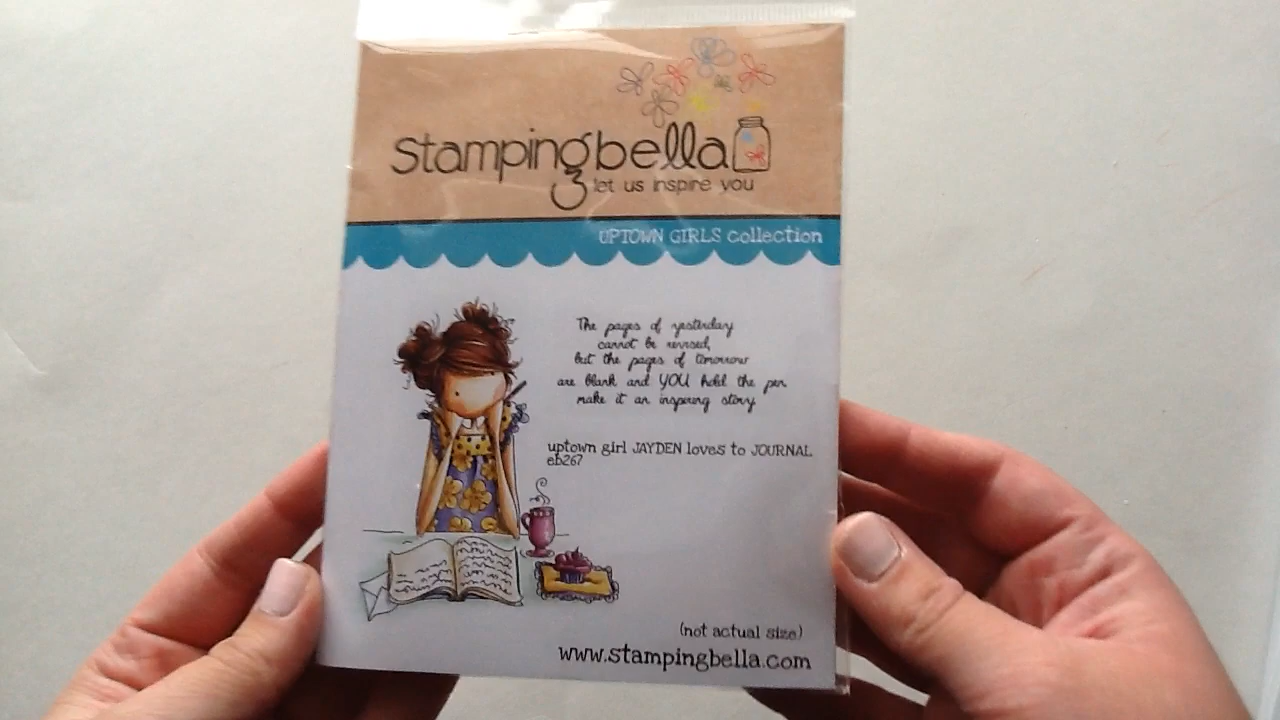 stampingbella
let us inspire you
UPTOWN GIRLS collection
The pages of yesterday
cannot be revised,
but the pages of tomorrow
are blank and YOU hold the pen
make it an inspiring story
uptown girl JAYDEN loves to JOURNAL
eb267
(not actual size)
www.stampingbella.com